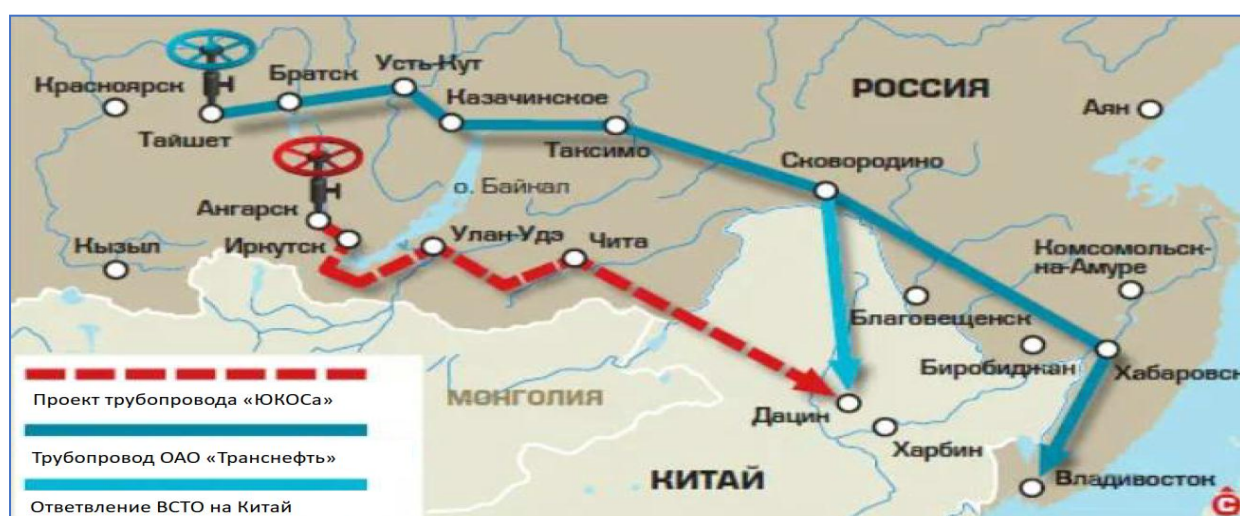 Красноярск
Братск
Усть-Кут
Казачинское
РОССИЯ
Аян
Тайшет
Таксимо
Сковородино
о. Байкал
Ангарск
Кызыл
Иркутск
Улан-Удэ
Чита
Комсомольск-
на-Амуре
Благовещенск
Биробиджан
Хабаровск
МОНГОЛИЯ
Дацин
Харбин
КИТАЙ
Владивосток
Проект трубопровода «ЮКОСа»
Трубопровод ОАО «Транснефть»
Ответвление ВСТО на Китай